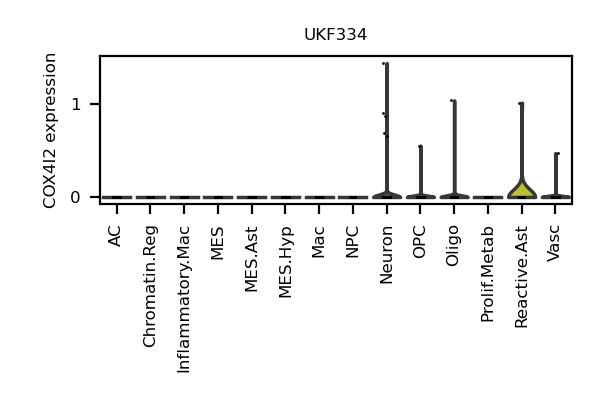 UKF334
COX4I2 expression
1
0
AC
Chromatin.Reg
Inflammatory.Mac
MES
MES.Ast
MES.Hyp
Mac
NPC
Neuron
OPC
Oligo
Prolif.Metab
Reactive.Ast
Vasc